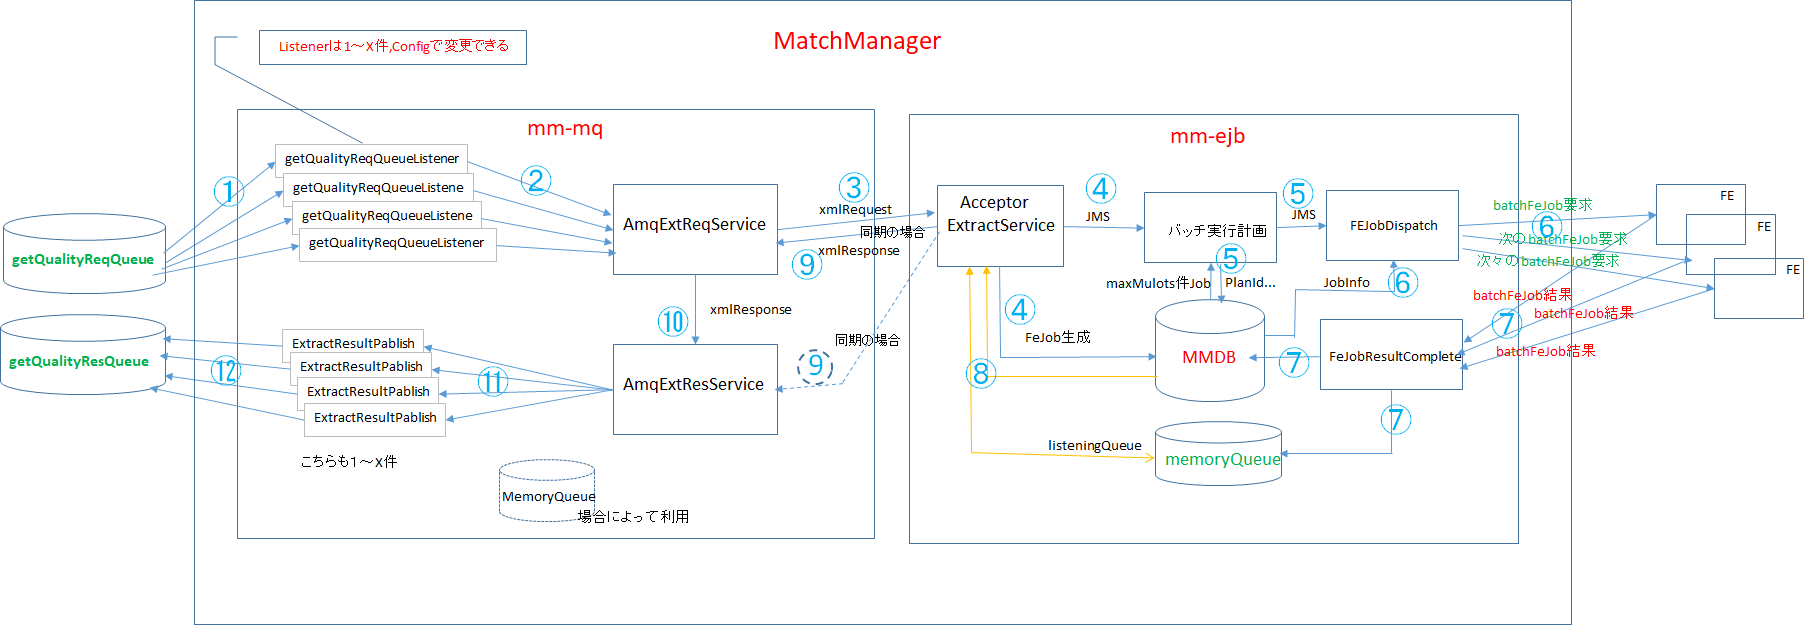 Listenerは1～X件,Configで変更できる
MatchManager
mm-mq
mm-ejb
getQualityReqQueueListener
getQualityReqQueueListene
getQualityReqQueueListene
getQualityReqQueueListener
①
②
③
④
⑤
getQualityReqQueue
AmqExtReqService
xmlRequest
同期の場合
xmlResponse
⑨
Acceptor
ExtractService
JMS
バッチ実行計画
JMS
FEJobDispatch
batchFeJob要求
⑥
次のbatchFeJob要求
次々のbatchFeJob要求
FE
FE
FE
⑤
maxMulots件Job
PlanId...
JobInfo
⑥
batchFeJob結果
batchFeJob結果
⑦
batchFeJob結果
④
FeJob生成
MMDB
⑦
FeJobResultComplete
⑩
xmlResponse
同期の場合
⑨
⑧
getQualityResQueue
⑫
ExtractResultPablish
ExtractResultPablish
ExtractResultPablish
ExtractResultPablish
⑪
AmqExtResService
⑦
listeningQueue
memoryQueue
こちらも１～X件
MemoryQueue
場合によって利用